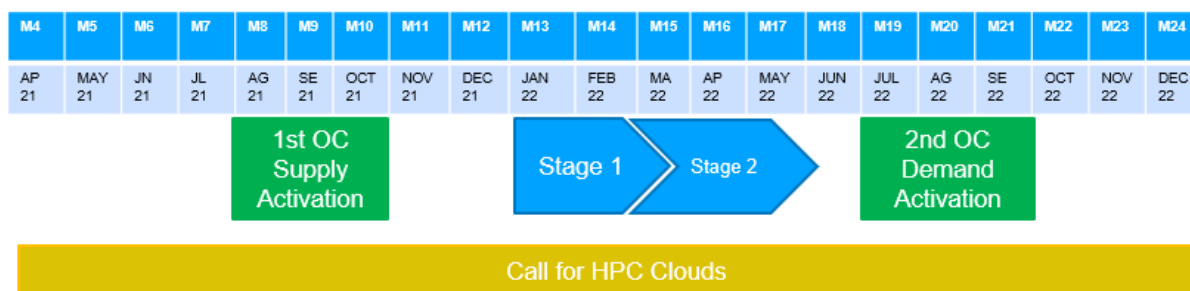 M4 M5 M6 M7 M8 M9 M10 M11 M12 M13 M14 M15 M16 M17 M18 M19 M20 M21 M22 M23 M24
AP MAY JN JL AG SE OCT NOV DEC JAN FEB MA AP MAY JUN JUL AG SE OCT NOV DEC
21 21 21 21 21 21 21 21 21 22 22 22 22 22 22 22 22 22 22 22 22
1st OC
Supply
Activation
Stage 1
Stage 2
2nd OC
Demand
Activation
Call for HPC Clouds